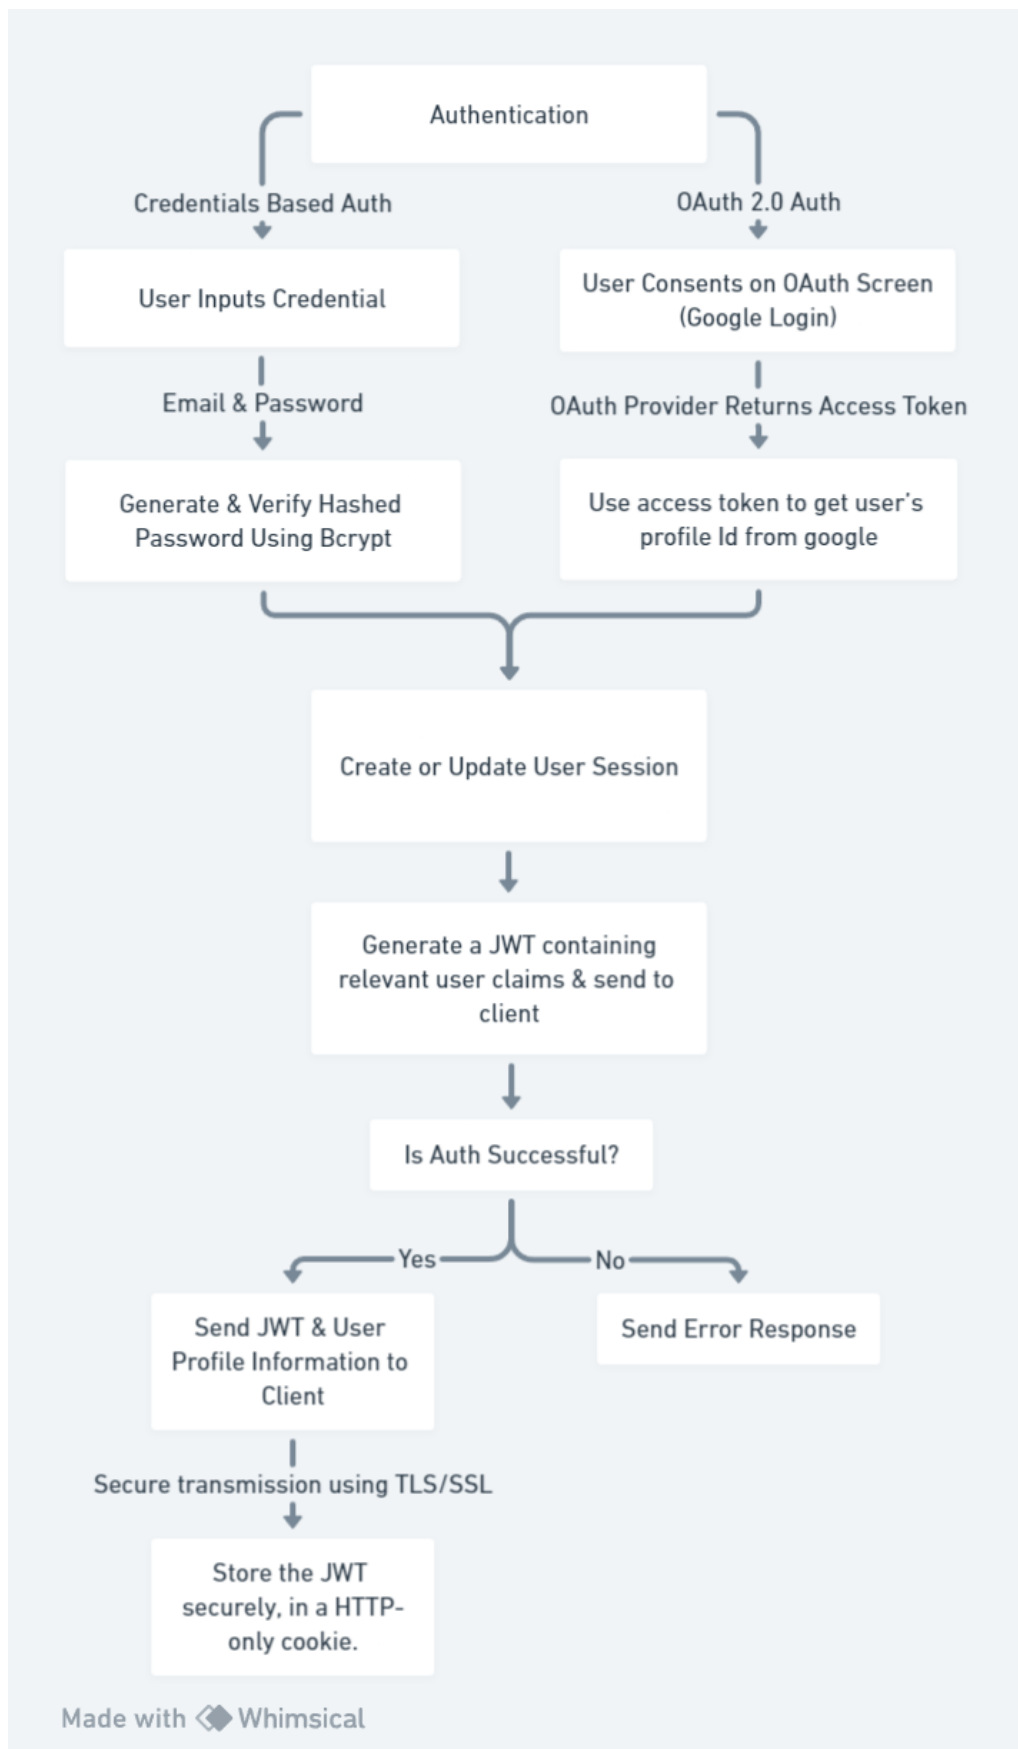 Authentication
Credentials Based Auth
OAuth 2.0 Auth
User Inputs Credential
User Consents on OAuth Screen
(Google Login)
Email & Password
OAuth Provider Returns Access Token
Generate & Verify Hashed
Password Using Bcrypt
Use access token to get user's
profile Id from google
Create or Update User Session
Generate a JWT containing
relevant user claims & send to
client
Is Auth Successful?
Yes
No
Send JWT & User
Profile Information to
Client
Send Error Response
Secure transmission using TLS/SSL
Store the JWT
securely, in a HTTP-
only cookie.
Made with Whimsical